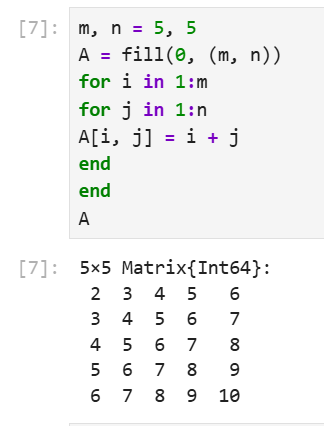 [7]: m, n = 5, 5
A = fill(0, (m, n))
for i in 1:m
for j in 1:n
A[i, j] = i + j
end
end
A
[7]: 5×5 Matrix{Int64}:
2 3 4 5 6
3 4 5 6 7
4 5 6 7 8
5 6 7 8 9
6 7 8 9 10